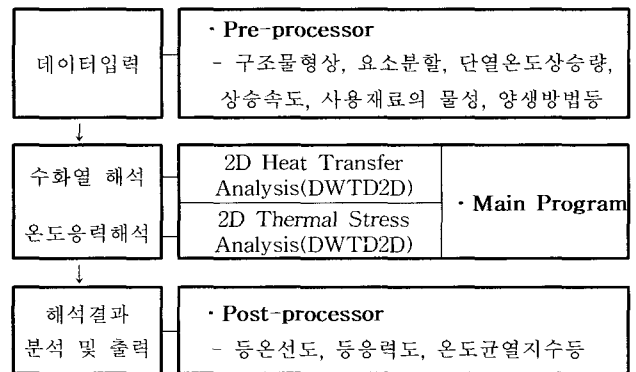 데이터입력
· Pre-processor
- 구조물형상, 요소분할, 단열온도상승량,
상승속도, 사용재료의 물성, 양생방법등
↓
수화열 해석
온도응력해석
2D Heat Transfer
Analysis(DWTD2D)
2D Thermal Stress
Analysis(DWTD2D)
· Main Program
↓
해석결과
분석 및 출력
· Post-processor
- 등온선도, 등응력도, 온도균열지수등